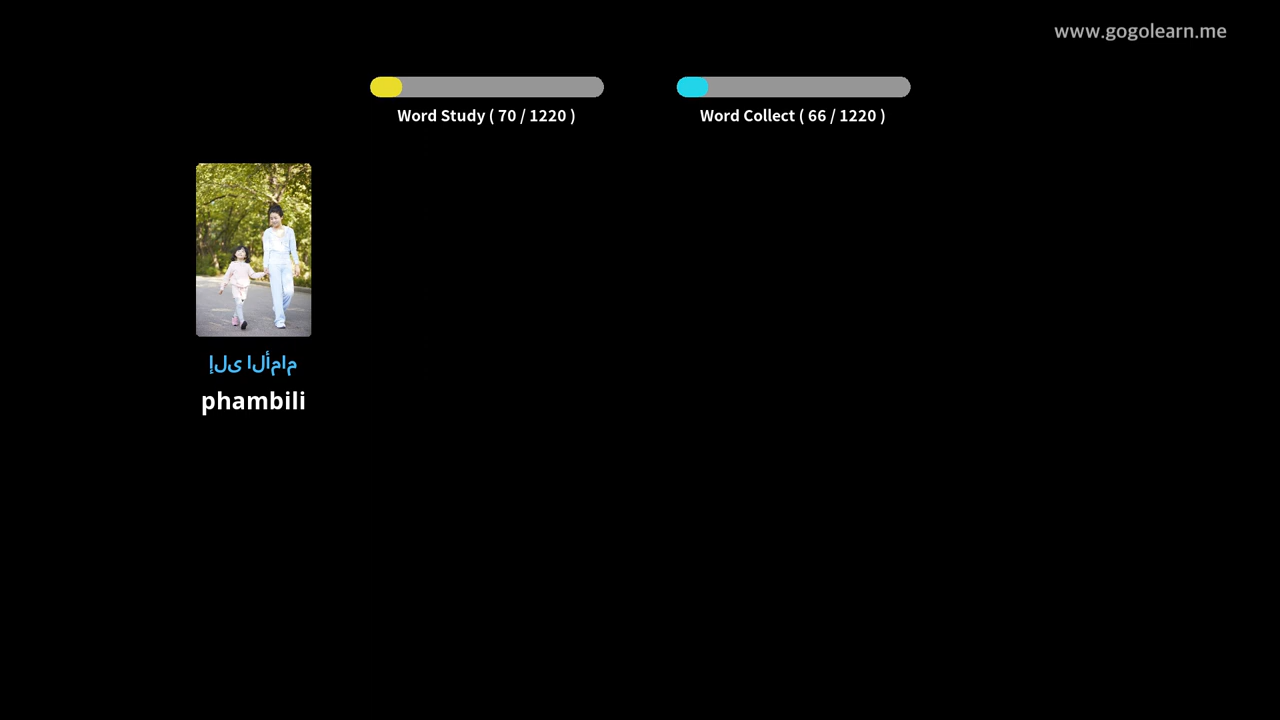 www.gogolearn.me
Word Study ( 70 / 1220 )
Word Collect ( 66 / 1220 )
إلى الأمام
phambili